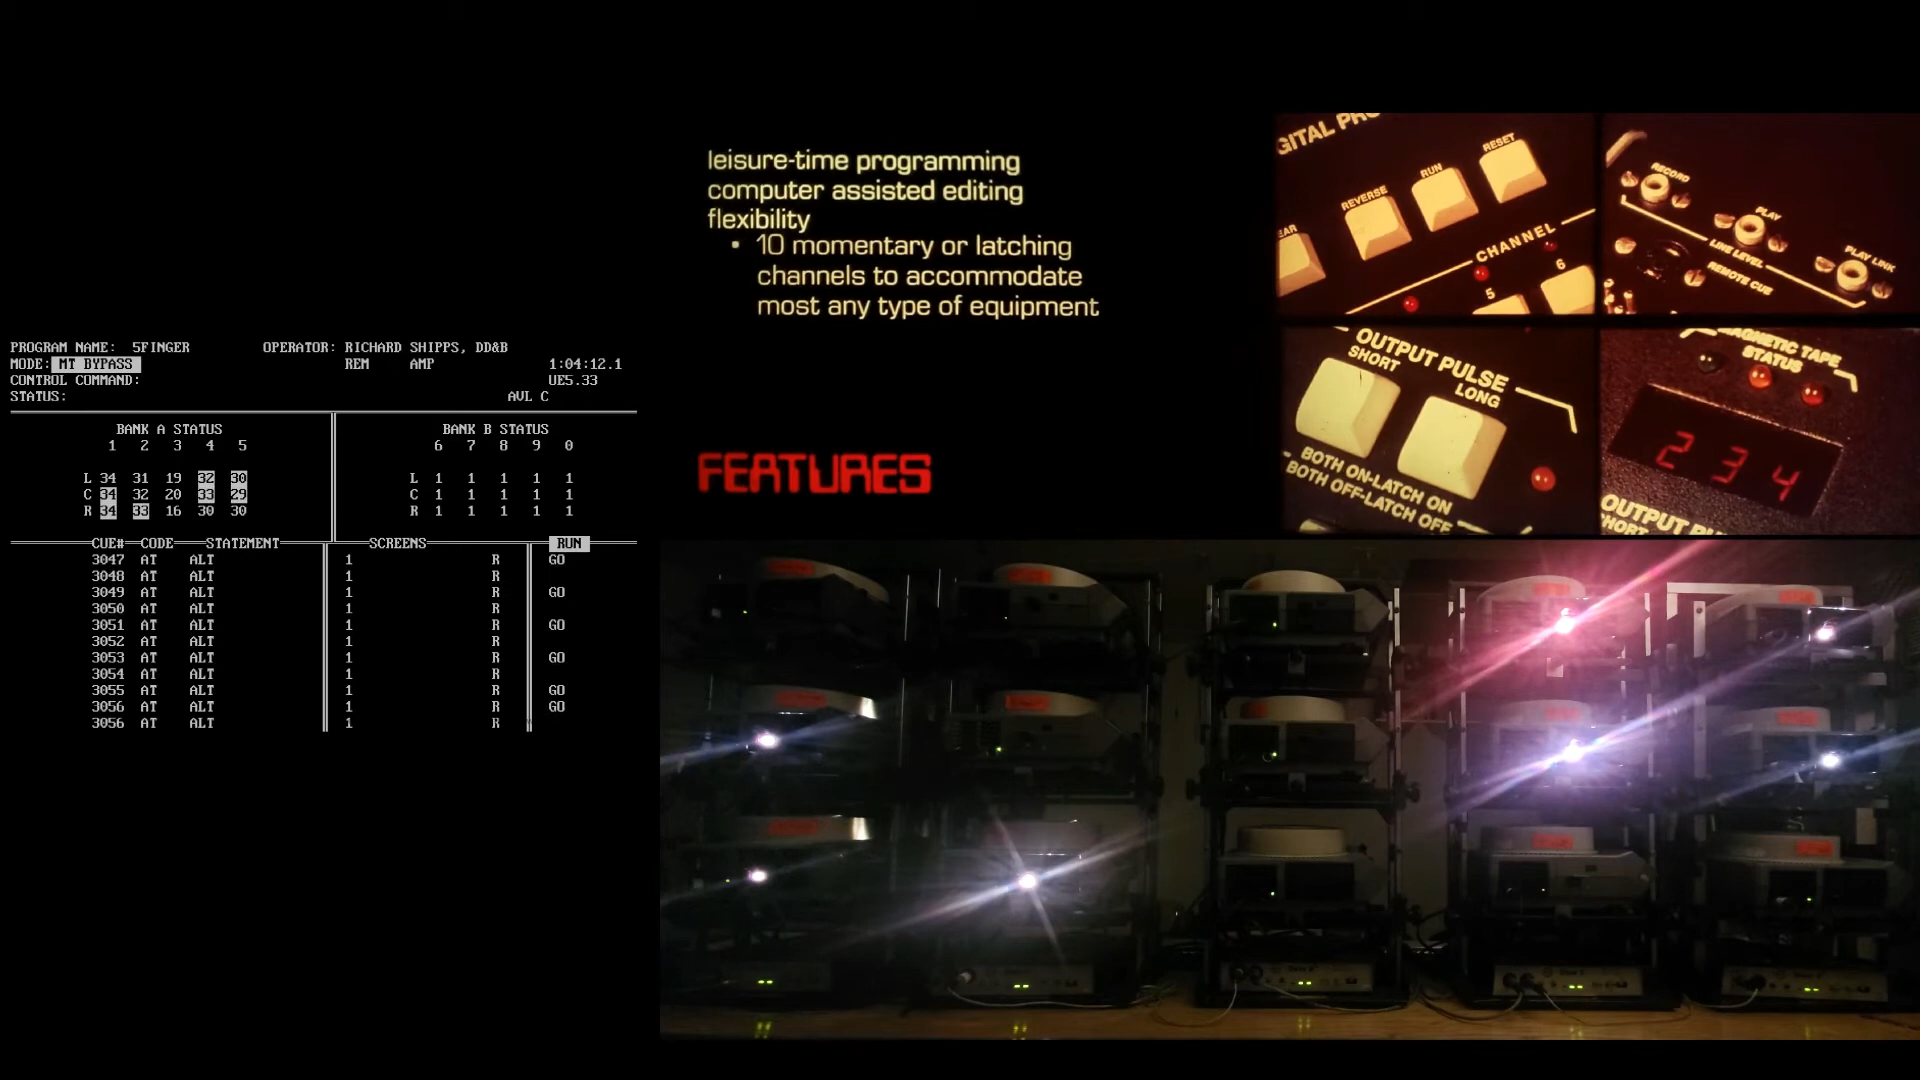 PROGRAM NAME: 5FINGER OPERATOR: RICHARD SHIPPS, DD&B
MODE: MT BYPASS REM AMP 1:04:12.1
CONTROL COMMAND: UE5.33
STATUS: AVL C
BANK A STATUS BANK B STATUS
1 2 3 4 5 6 7 8 9 0
L 34 31 19 32 30 L 1 1 1 1 1
C 34 32 20 33 29 C 1 1 1 1 1
R 34 33 16 30 30 R 1 1 1 1 1
CUE# CODE STATEMENT SCREENS RUN
3047 AT ALT 1 R GO
3048 AT ALT 1 R
3049 AT ALT 1 R GO
3050 AT ALT 1 R
3051 AT ALT 1 R GO
3052 AT ALT 1 R
3053 AT ALT 1 R GO
3054 AT ALT 1 R
3055 AT ALT 1 R GO
3056 AT ALT 1 R GO
3056 AT ALT 1 R
leisure-time programming
computer assisted editing
flexibility
• 10 momentary or latching
channels to accommodate
most any type of equipment
FEATURES
REVERSE RUN RESET
CHANNEL
5 6
RECORD
PLAY
PLAY LINK
LINE LEVEL
REMOTE CUE
OUTPUT PULSE
SHORT LONG
BOTH ON-LATCH ON
BOTH OFF-LATCH OFF
TAPE
STATUS
234
OUTPUT